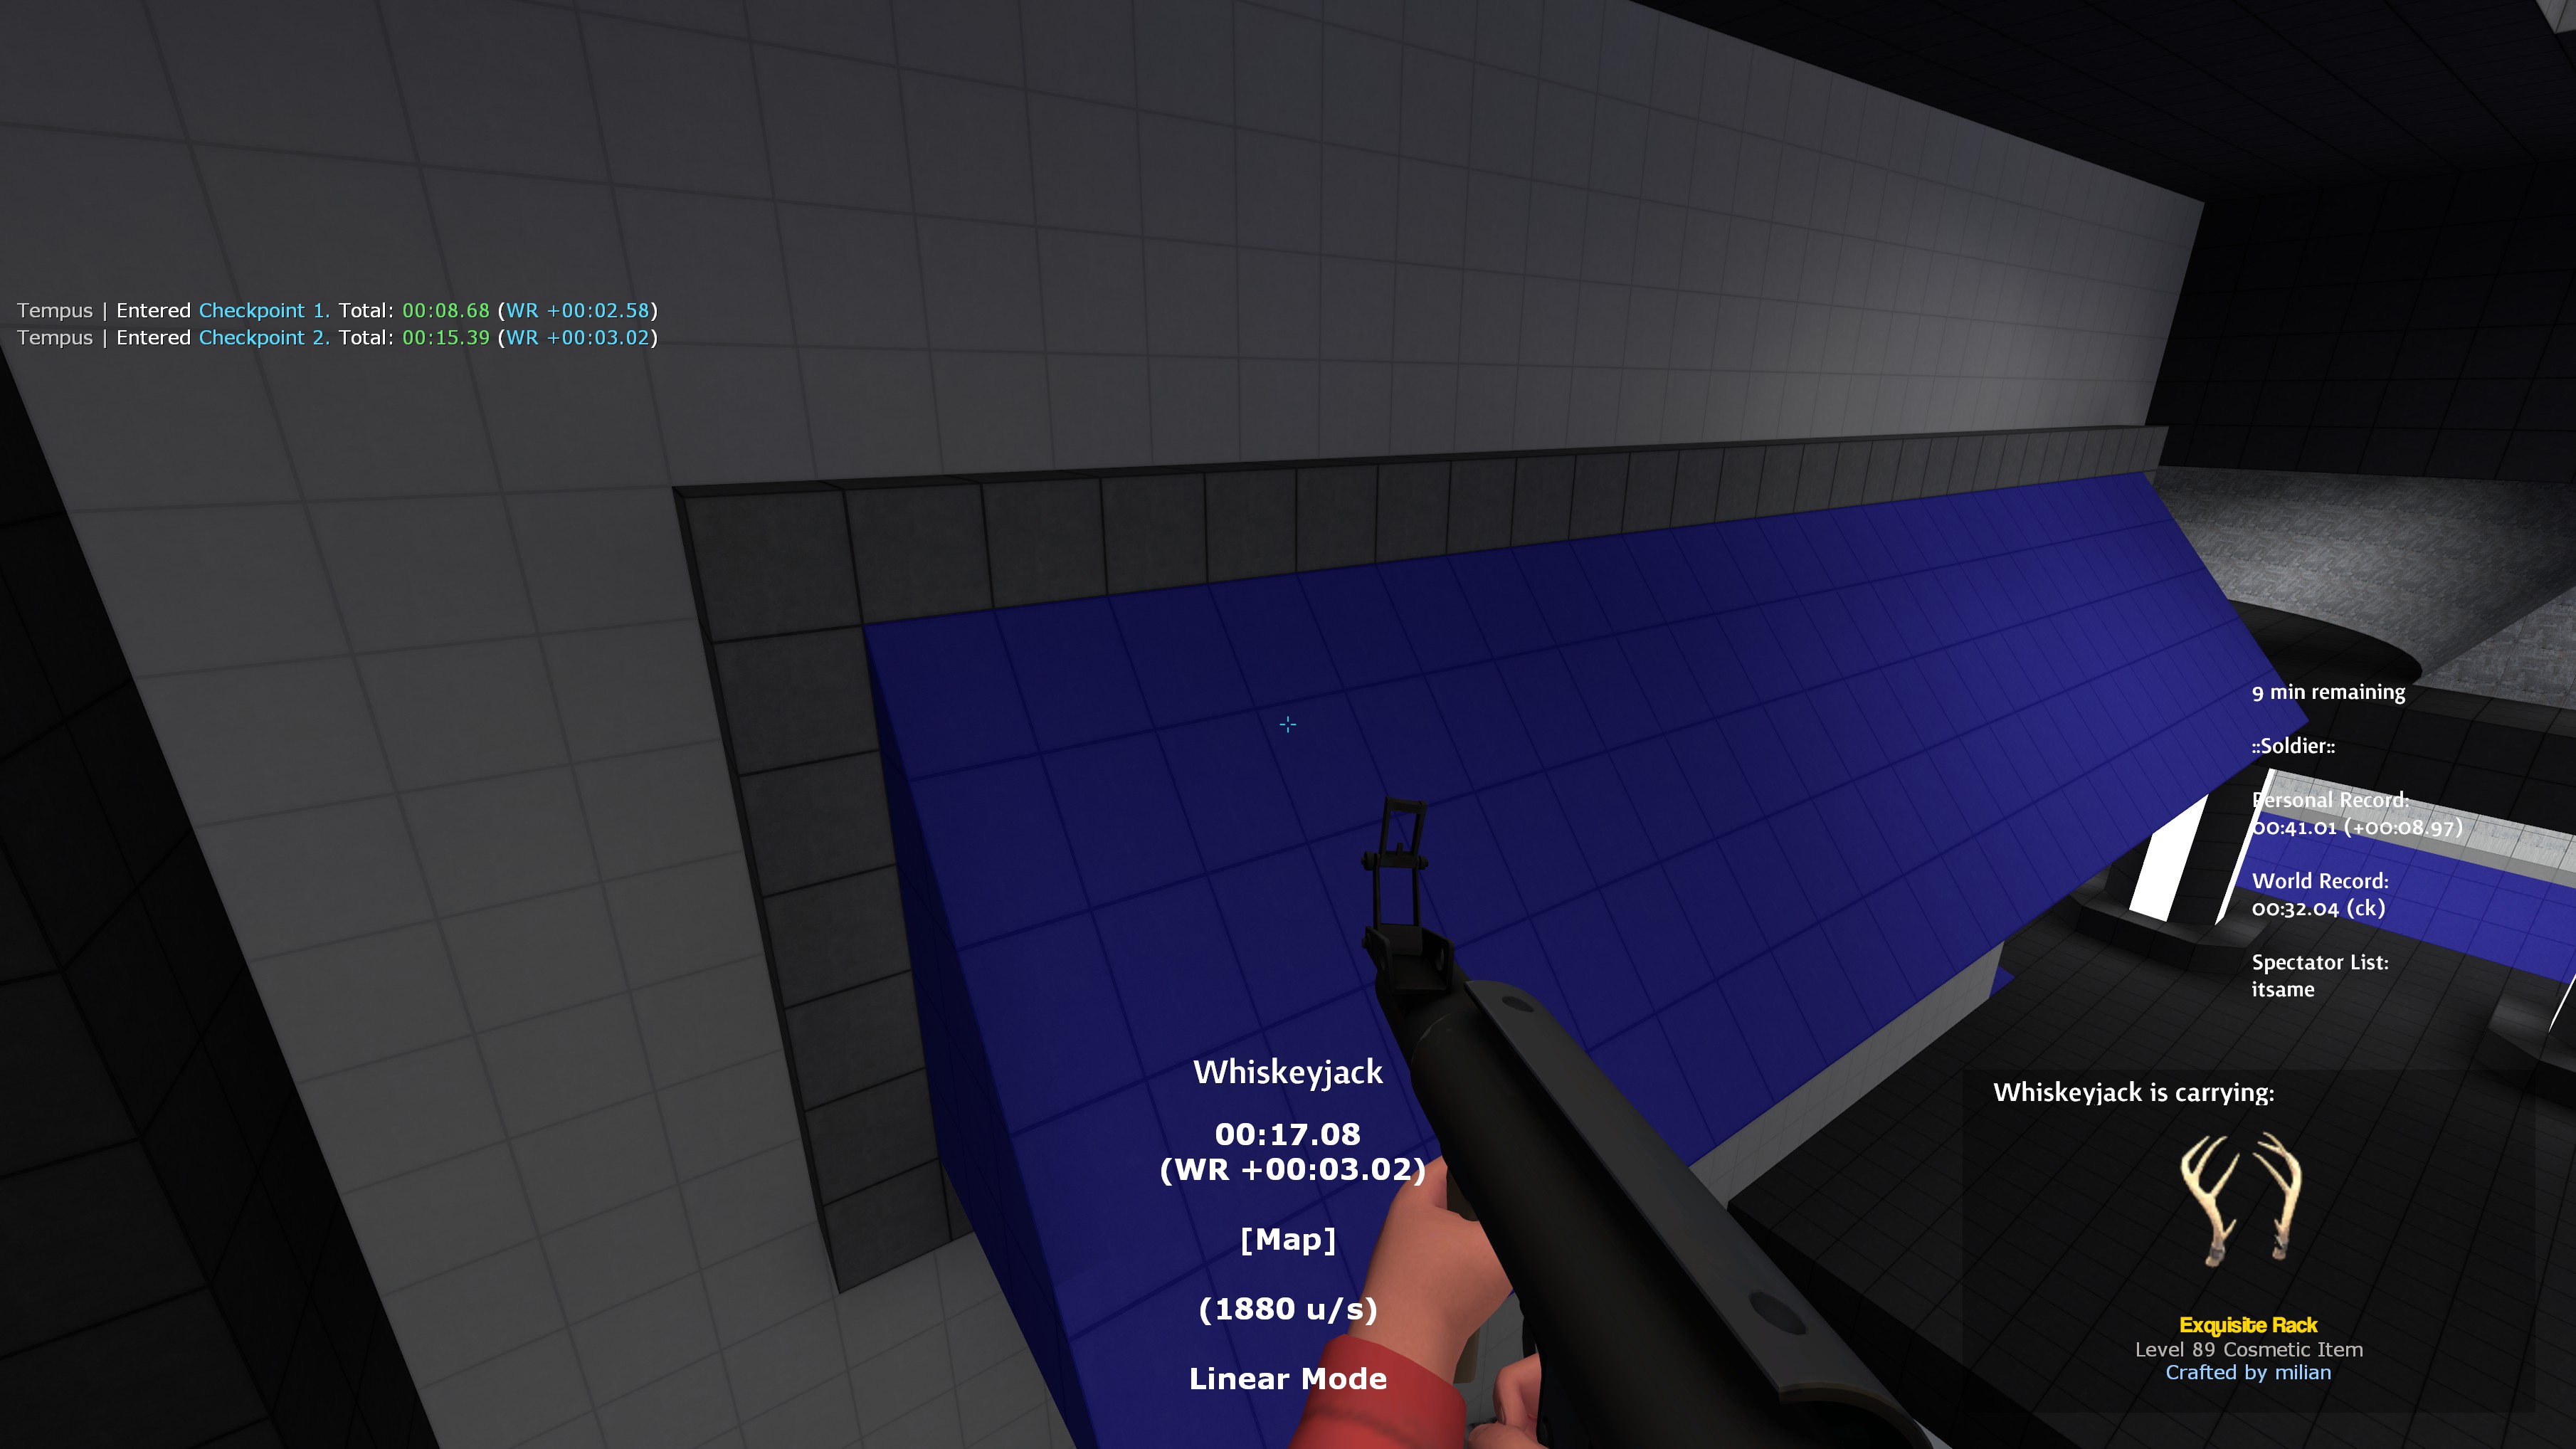 Tempus | Entered Checkpoint 1. Total: 00:08.68 (WR +00:02.58)
Tempus | Entered Checkpoint 2. Total: 00:15.39 (WR +00:03.02)
9 min remaining
::Soldier::
Personal Record:
00:41.01 (+00:08.97)
World Record:
00:32.04 (ck)
Spectator List:
itsame
Whiskeyjack
00:17.08
(WR +00:03.02)
[Map]
(1880 u/s)
Linear Mode
Whiskeyjack is carrying:
Exquisite Rack
Level 89 Cosmetic Item
Crafted by milian